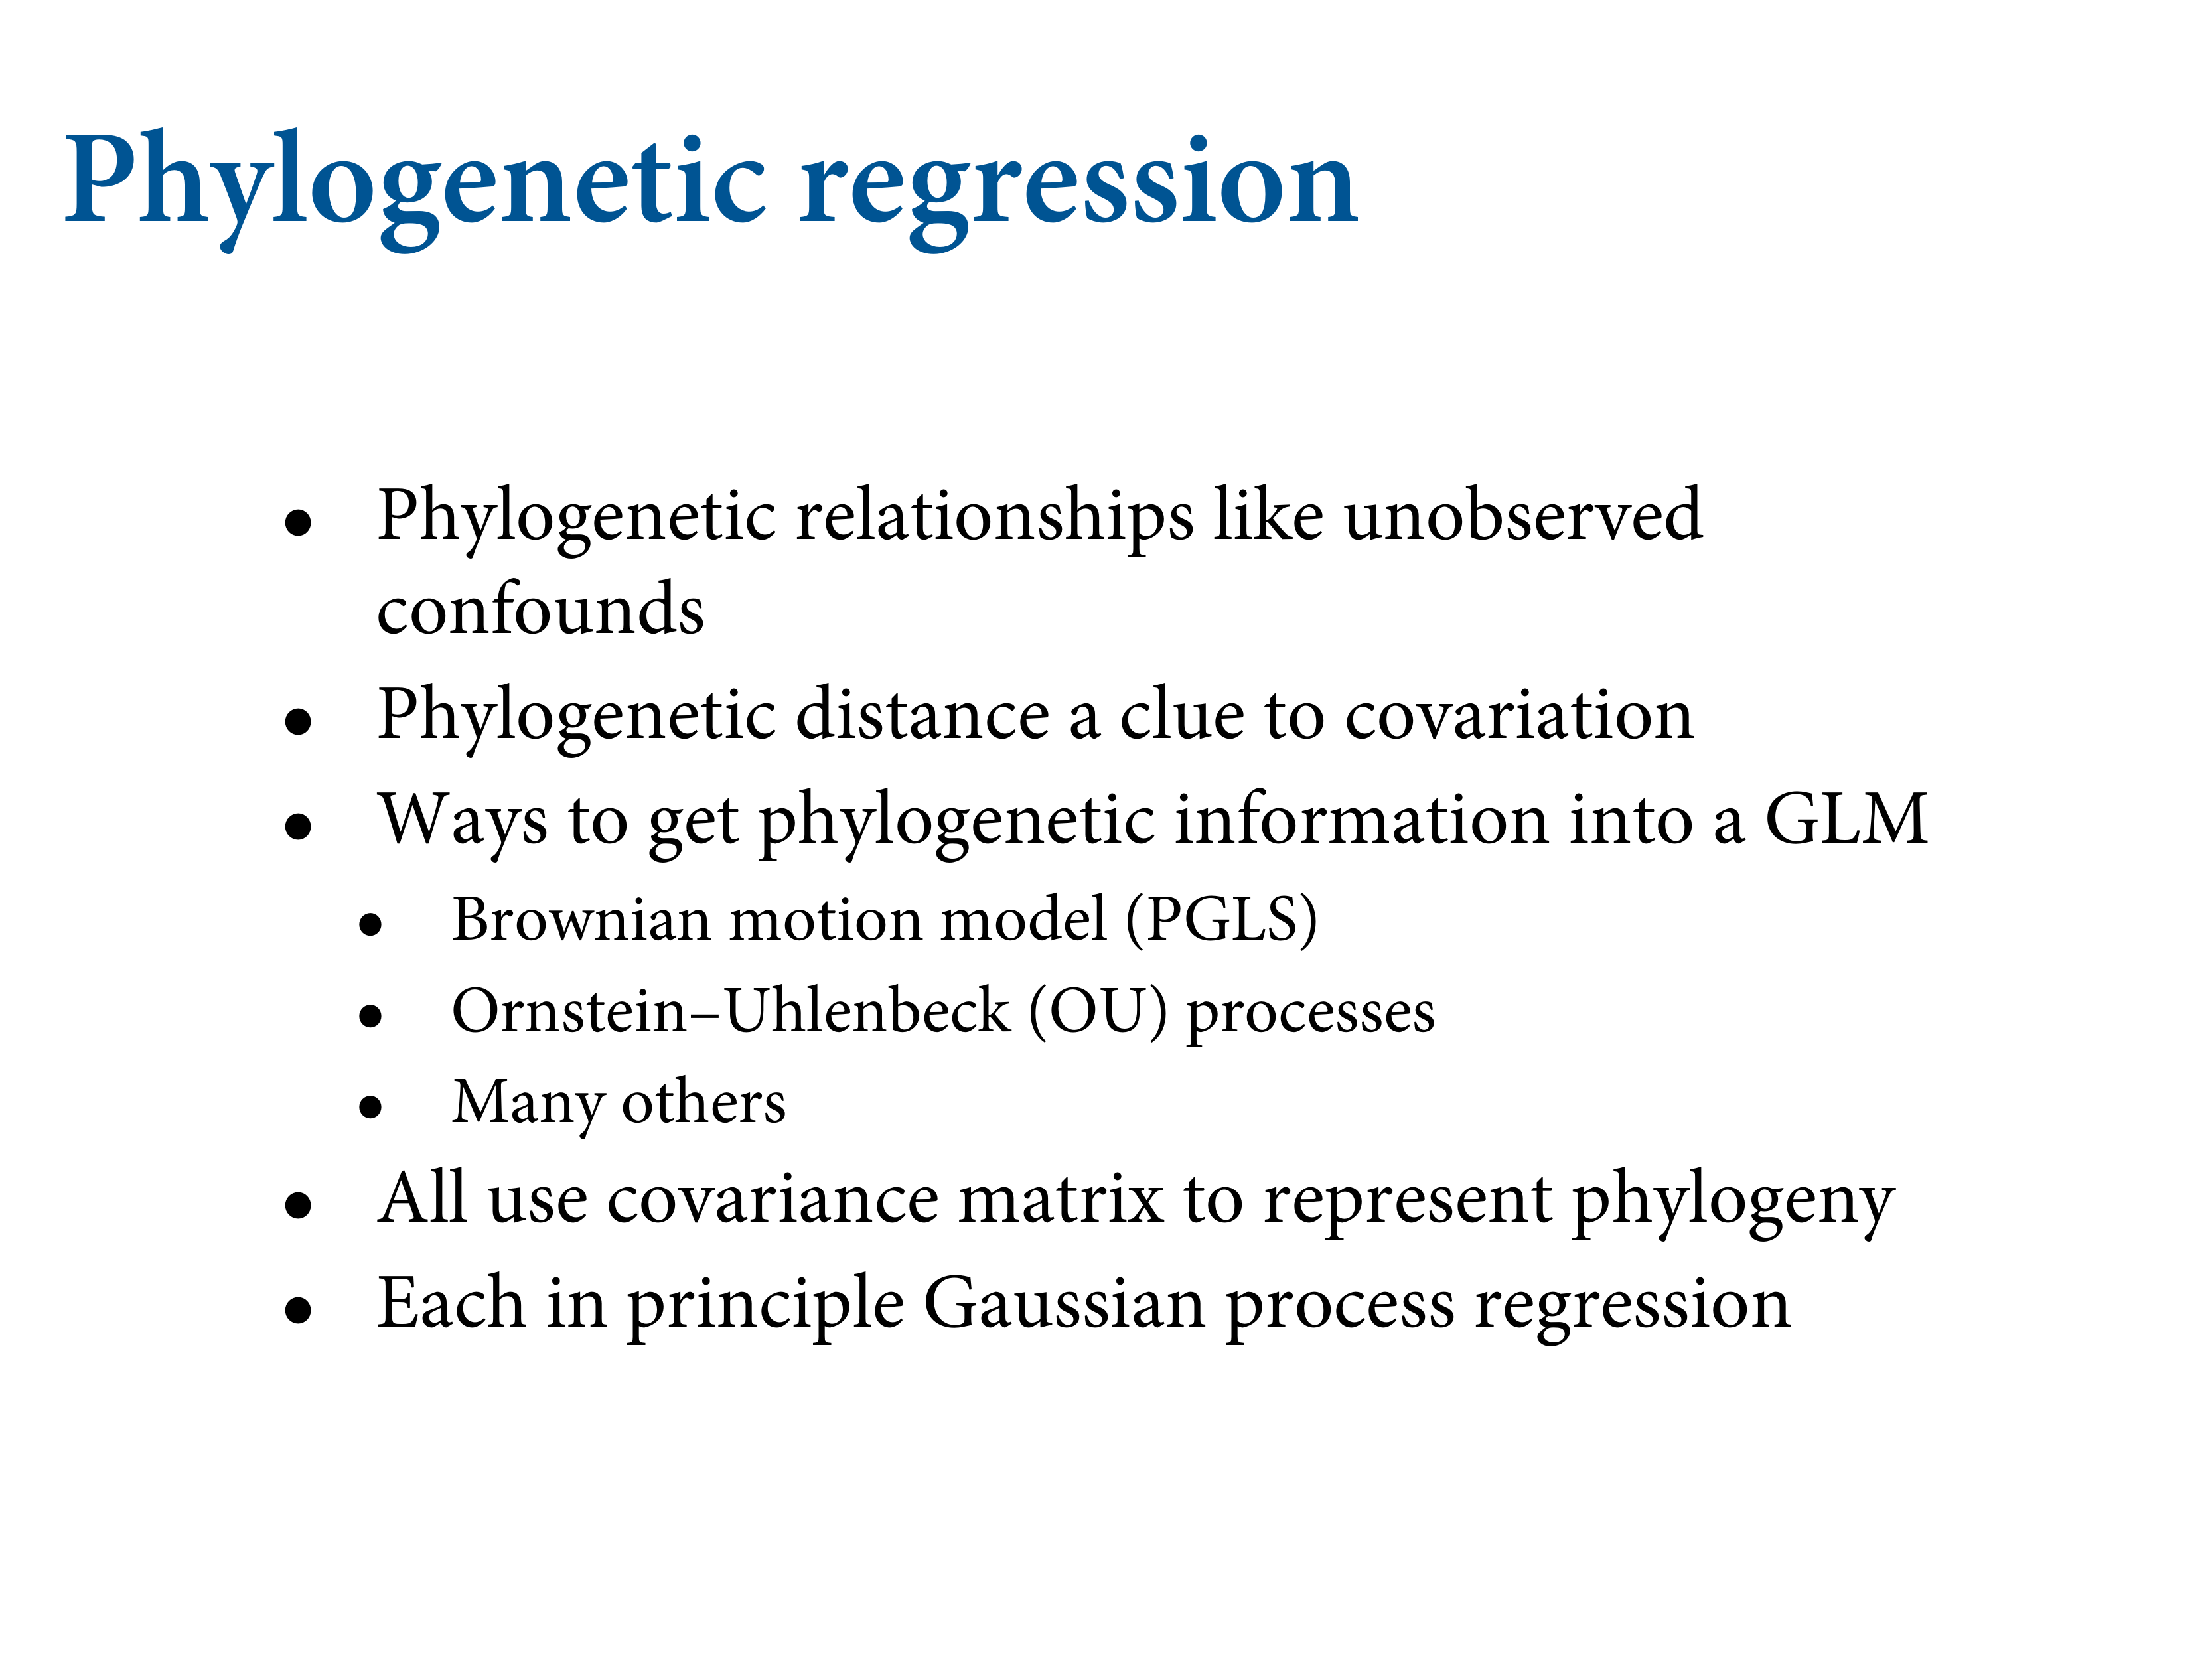 Phylogenetic regression
• Phylogenetic relationships like unobserved
confounds
• Phylogenetic distance a clue to covariation
• Ways to get phylogenetic information into a GLM
• Brownian motion model (PGLS)
• Ornstein–Uhlenbeck (OU) processes
• Many others
• All use covariance matrix to represent phylogeny
• Each in principle Gaussian process regression